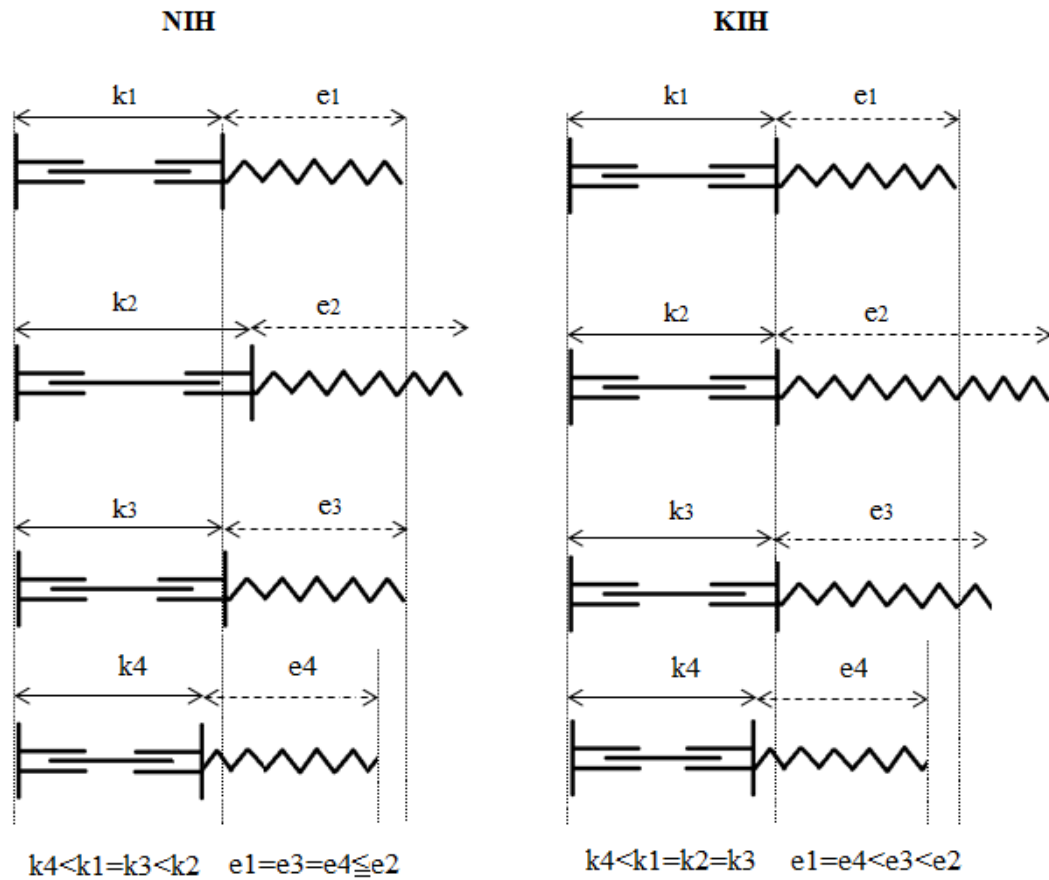 NIH KIH
k1 e1 k1 e1
k2 e2 k2 e2
k3 e3 k3 e3
k4 e4 k4 e4
k4<k1=k3<k2 e1=e3=e4≦e2 k4<k1=k2=k3 e1=e4<e3<e2